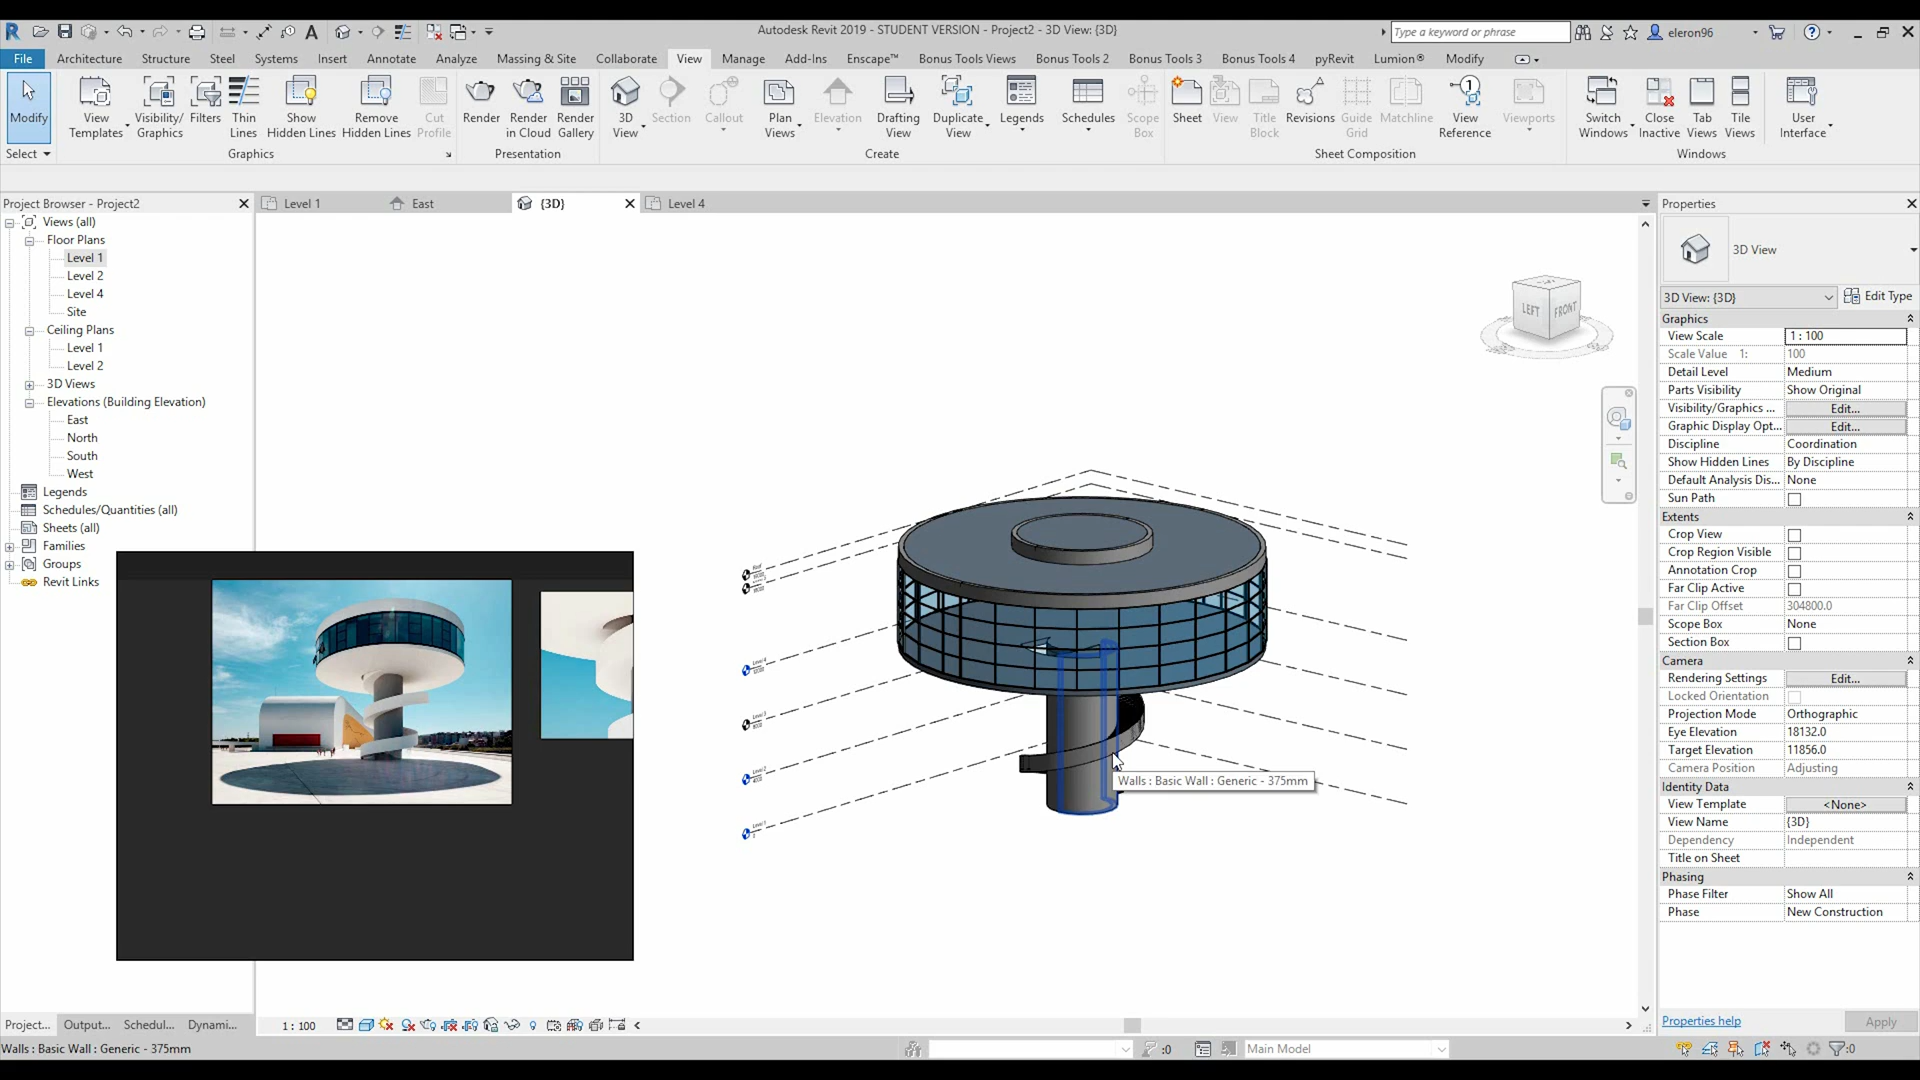 Autodesk Revit 2019 - STUDENT VERSION - Project2 - 3D View: {3D}
Type a keyword or phrase
eleron96
File Architecture Structure Steel Systems Insert Annotate Analyze Massing & Site Collaborate View Manage Add-Ins Enscape™ Bonus Tools Views Bonus Tools 2 Bonus Tools 3 Bonus Tools 4 pyRevit Lumion® Modify
Modify View Templates Visibility/ Graphics Filters Thin Lines Show Hidden Lines Remove Hidden Lines Cut Profile Render Render in Cloud Render Gallery 3D View Section Callout Plan Views Elevation Drafting View Duplicate View Legends Schedules Scope Box Sheet View Title Block Revisions Guide Grid Matchline View Reference Viewports Switch Windows Close Inactive Tab Views Tile Views User Interface
Select Graphics Presentation Create Sheet Composition Windows
Project Browser - Project2
Level 1 East {3D} Level 4
Views (all)
Floor Plans
Level 1
Level 2
Level 4
Site
Ceiling Plans
Level 1
Level 2
3D Views
Elevations (Building Elevation)
East
North
South
West
Legends
Schedules/Quantities (all)
Sheets (all)
Families
Groups
Revit Links
Project... Output... Schedul... Dynami...
LEFT FRONT
Walls : Basic Wall : Generic - 375mm
Properties
3D View
3D View: {3D} Edit Type
Graphics
View Scale 1 : 100
Scale Value 1: 100
Detail Level Medium
Parts Visibility Show Original
Visibility/Graphics ... Edit...
Graphic Display Opt... Edit...
Discipline Coordination
Show Hidden Lines By Discipline
Default Analysis Dis... None
Sun Path
Extents
Crop View
Crop Region Visible
Annotation Crop
Far Clip Active
Far Clip Offset 304800.0
Scope Box None
Section Box
Camera
Rendering Settings Edit...
Locked Orientation
Projection Mode Orthographic
Eye Elevation 18132.0
Target Elevation 11856.0
Camera Position Adjusting
Identity Data
View Template <None>
View Name {3D}
Dependency Independent
Title on Sheet
Phasing
Phase Filter Show All
Phase New Construction
Properties help Apply
1 : 100
Walls : Basic Wall : Generic - 375mm
:0
Main Model
:0